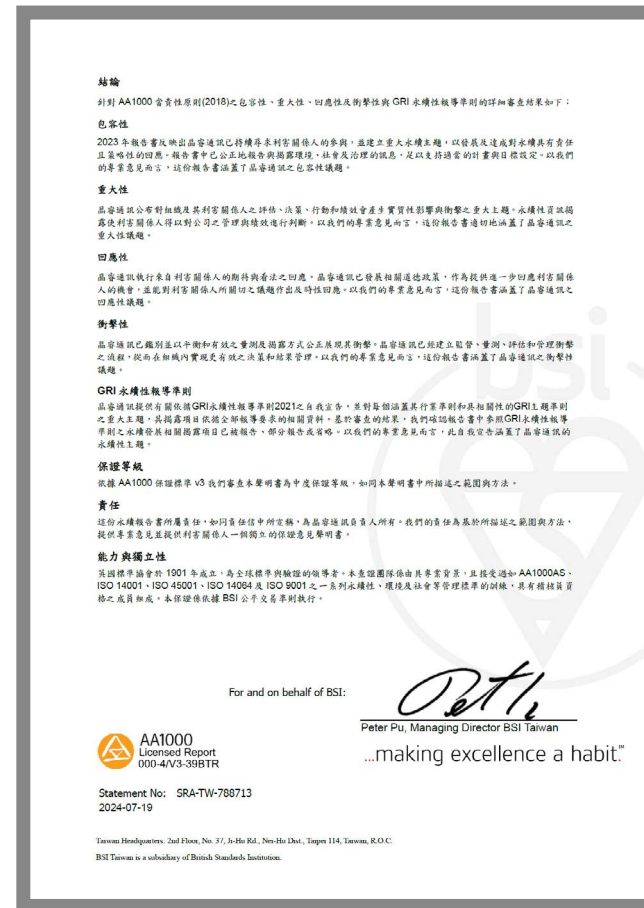 結論
針對 AA1000 當責性原則(2018)之包容性、重大性、回應性及衝擊性與 GRI 永續性報導準則的詳細審查結果如下：
包容性
2023 年報告書反映出晶睿通訊已持續尋求利害關係人的參與，並建立重大永續主題，以發展及達成對永續具有責任
且策略性的回應。報告書中已公正地報告與揭露環境、社會及治理的訊息，足以支持適當的計畫與目標設定。以我們
的專業意見而言，這份報告書涵蓋了晶睿通訊之包容性議題。
重大性
晶睿通訊公布對組織及其利害關係人之評估、決策、行動和績效會產生實質性影響與衝擊之重大主題。永續性資訊揭
露使利害關係人得以對公司之管理與績效進行判斷。以我們的專業意見而言，這份報告書適切地涵蓋了晶睿通訊之
重大性議題。
回應性
晶睿通訊執行來自利害關係人的期待與看法之回應。晶睿通訊已發展相關道德政策，作為提供進一步回應利害關係
人的機會，並能對利害關係人所關切之議題作出及時性回應。以我們的專業意見而言，這份報告書涵蓋了晶睿通訊之
回應性議題。
衝擊性
晶睿通訊已鑑別並以平衡和有效之量測及揭露方式公正展現其衝擊。晶睿通訊已經建立監督、量測、評估和管理衝擊
之流程，從而在組織內實現更有效之決策和結果管理。以我們的專業意見而言，這份報告書涵蓋了晶睿通訊之衝擊性
議題。
GRI 永續性報導準則
晶睿通訊提供有關依循GRI永續性報導準則2021之自我宣告，並對每個涵蓋其行業準則和具相關性的GRI主題準則
之重大主題，其揭露項目依循全部報導要求的相關資料。基於審查的結果，我們確認報告書中參照GRI永續性報導
準則之永續發展相關揭露項目已被報告、部分報告或省略。以我們的專業意見而言，此自我宣告涵蓋了晶睿通訊的
永續性主題。
保證等級
依據 AA1000 保證標準 v3 我們審查本聲明書為中度保證等級，如同本聲明書中所描述之範圍與方法。
責任
這份永續報告書所屬責任，如同責任信中所宣稱，為晶睿通訊負責人所有。我們的責任為基於所描述之範圍與方法，
提供專業意見並提供利害關係人一個獨立的保證意見聲明書。
能力與獨立性
英國標準協會於 1901 年成立，為全球標準與驗證的領導者。本查證團隊係由具專業背景，且接受過如 AA1000AS、
ISO 14001、ISO 45001、ISO 14064 及 ISO 9001 之一系列永續性、環境及社會等管理標準的訓練，具有稽核員資
格之成員組成。本保證係依據 BSI 公平交易準則執行。
bsi
For and on behalf of BSI:
Peter Pu, Managing Director BSI Taiwan
AA1000
Licensed Report
000-4/V3-39BTR
...making excellence a habit.™
Statement No: SRA-TW-788713
2024-07-19
Taiwan Headquarters: 2nd Floor, No. 37, Ji-Hu Rd., Nei-Hu Dist., Taipei 114, Taiwan, R.O.C.
BSI Taiwan is a subsidiary of British Standards Institution.